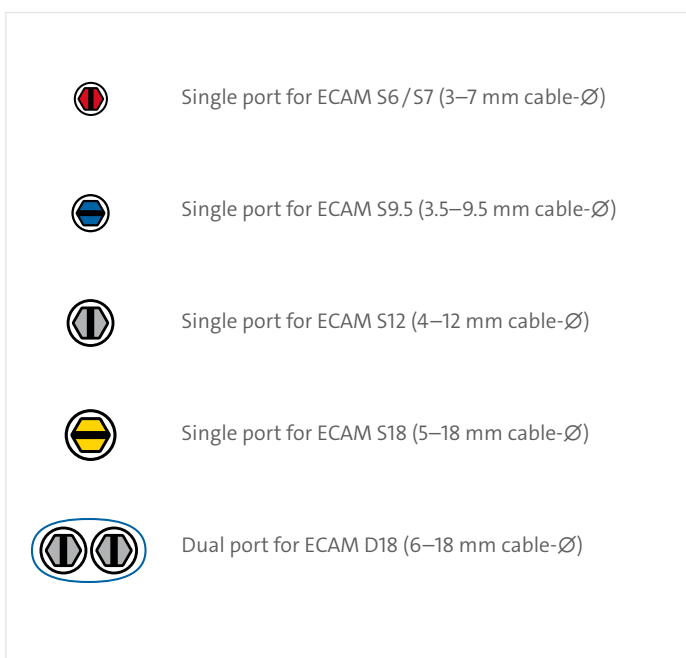 Single port for ECAM S6/S7 (3–7 mm cable-Ø)
Single port for ECAM S9.5 (3.5–9.5 mm cable-Ø)
Single port for ECAM S12 (4–12 mm cable-Ø)
Single port for ECAM S18 (5–18 mm cable-Ø)
Dual port for ECAM D18 (6–18 mm cable-Ø)